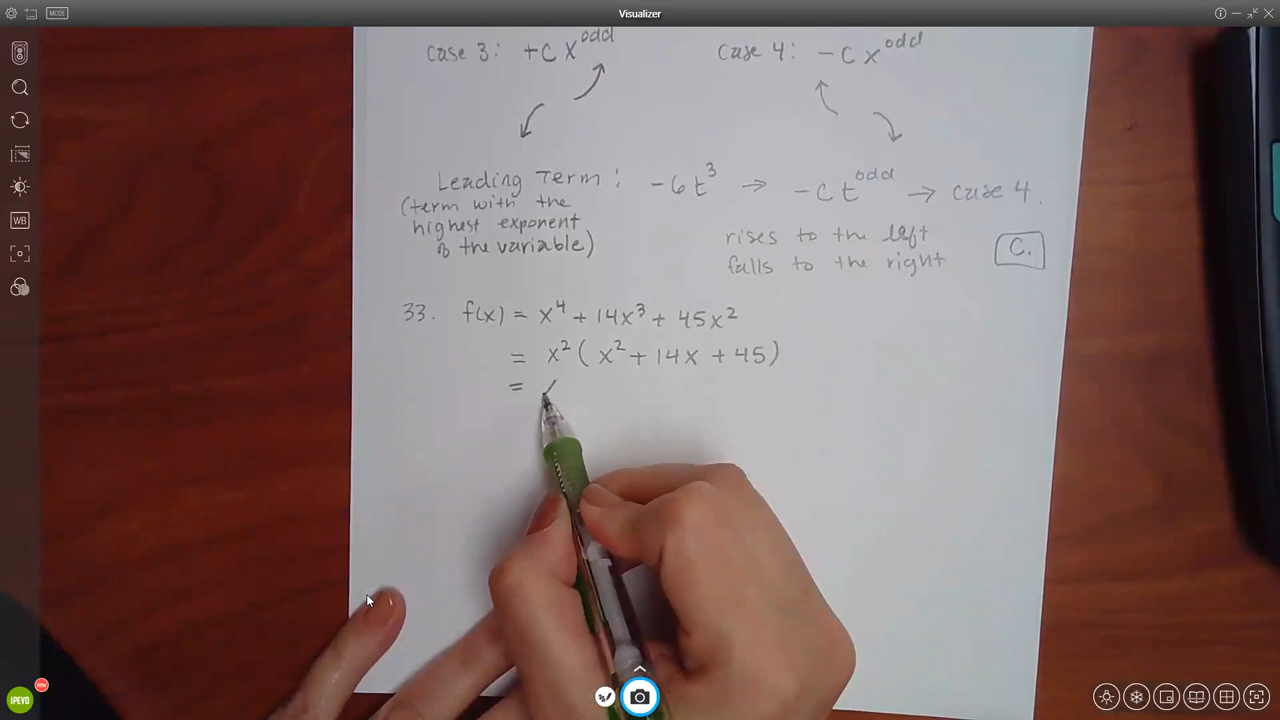 MODE
Visualizer
case 3: +C x^odd
case 4: -C x^odd
Leading Term: -6t^3 → -C t^odd → case 4.
(term with the
highest exponent
of the variable)
rises to the left
falls to the right
C.
33. f(x) = x^4 + 14x^3 + 45x^2
= x^2 ( x^2 + 14x + 45)
=
WB
IPEVO